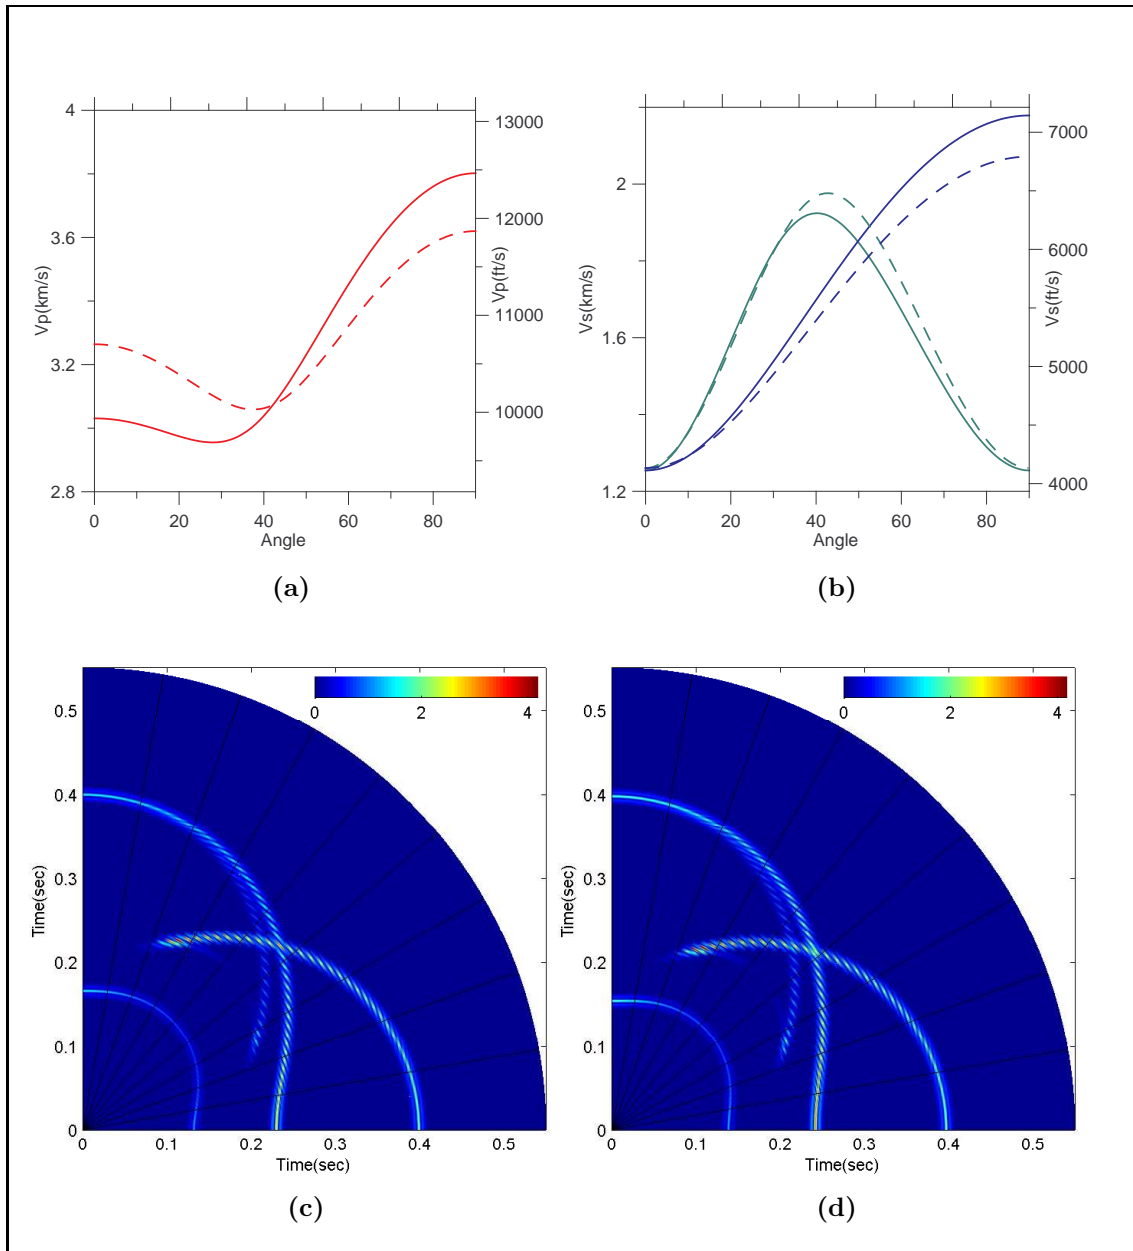 4
3.6
3.2
2.8
Vp(km/s)
13000
12000
11000
10000
Vp(ft/s)
0 20 40 60 80
Angle
(a)
2
1.6
1.2
Vs(km/s)
7000
6000
5000
4000
Vs(ft/s)
0 20 40 60 80
Angle
(b)
0 2 4
0.5
0.4
0.3
0.2
0.1
0
Time(sec)
0 0.1 0.2 0.3 0.4 0.5
Time(sec)
(c)
0 2 4
0.5
0.4
0.3
0.2
0.1
0
Time(sec)
0 0.1 0.2 0.3 0.4 0.5
Time(sec)
(d)